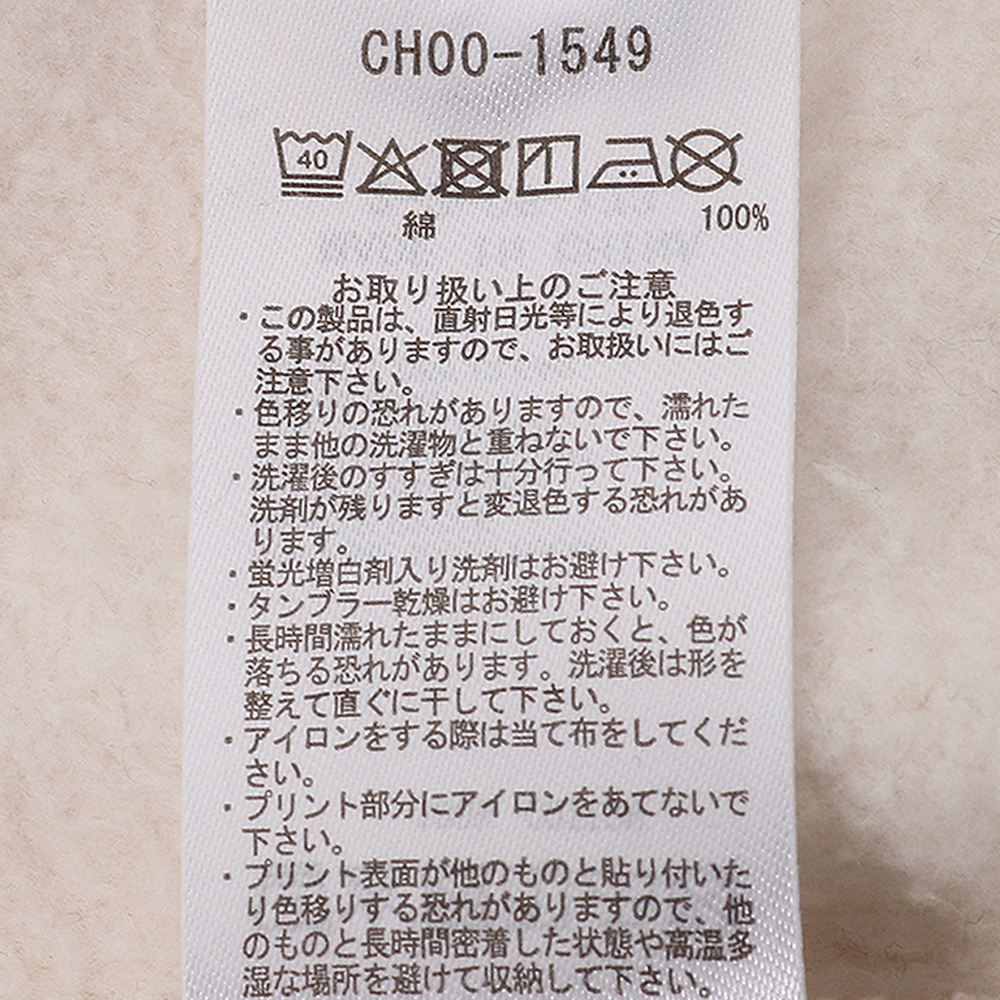 CH00-1549
40
綿 100%
お取り扱い上のご注意
・この製品は、直射日光等により退色す
る事がありますので、お取扱いにはご
注意下さい。
・色移りの恐れがありますので、濡れた
まま他の洗濯物と重ねないで下さい。
・洗濯後のすすぎは十分行って下さい。
洗剤が残りますと変退色する恐れがあ
ります。
・蛍光増白剤入り洗剤はお避け下さい。
・タンブラー乾燥はお避け下さい。
・長時間濡れたままにしておくと、色が
落ちる恐れがあります。洗濯後は形を
整えて直ぐに干して下さい。
・アイロンをする際は当て布をしてくだ
さい。
・プリント部分にアイロンをあてないで
下さい。
・プリント表面が他のものと貼り付いた
り色移りする恐れがありますので、他
のものと長時間密着した状態や高温多
湿な場所を避けて収納して下さい。